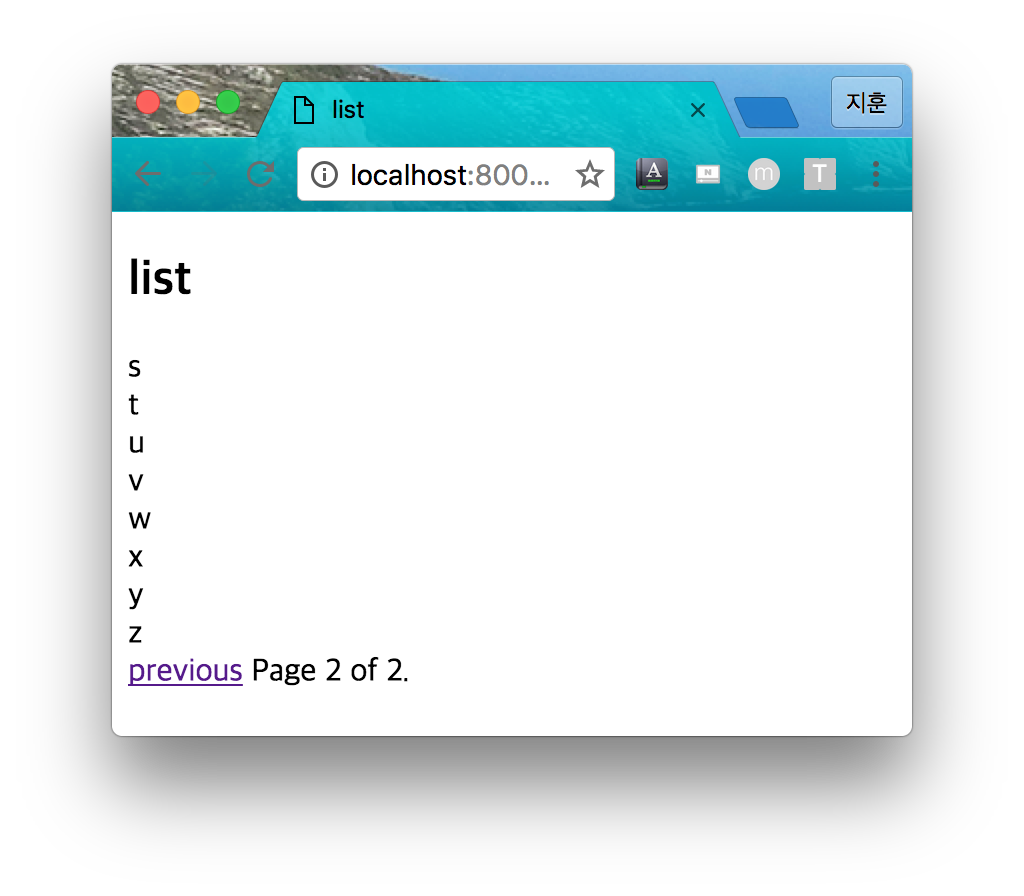 list
지훈
localhost:800...
A
N
m
T
list
s
t
u
v
w
x
y
z
previous Page 2 of 2.